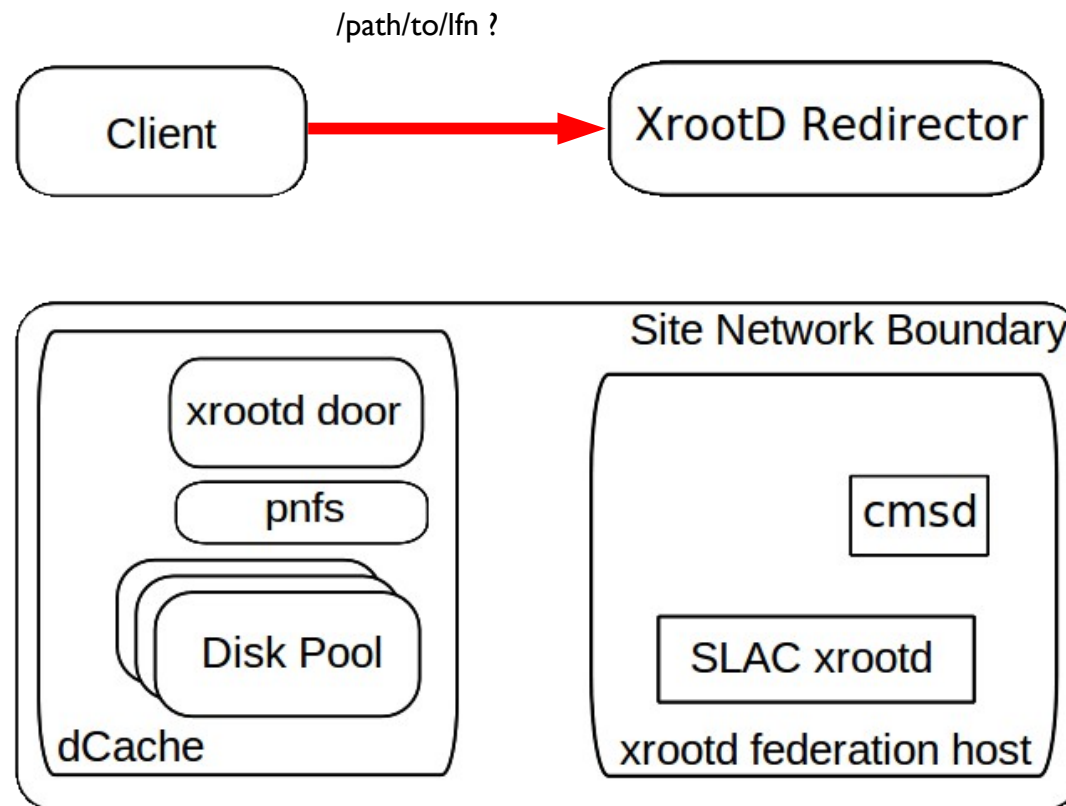 /path/to/lfn ?
Client
XrootD Redirector
Site Network Boundary
xrootd door
pnfs
Disk Pool
dCache
cmsd
SLAC xrootd
xrootd federation host